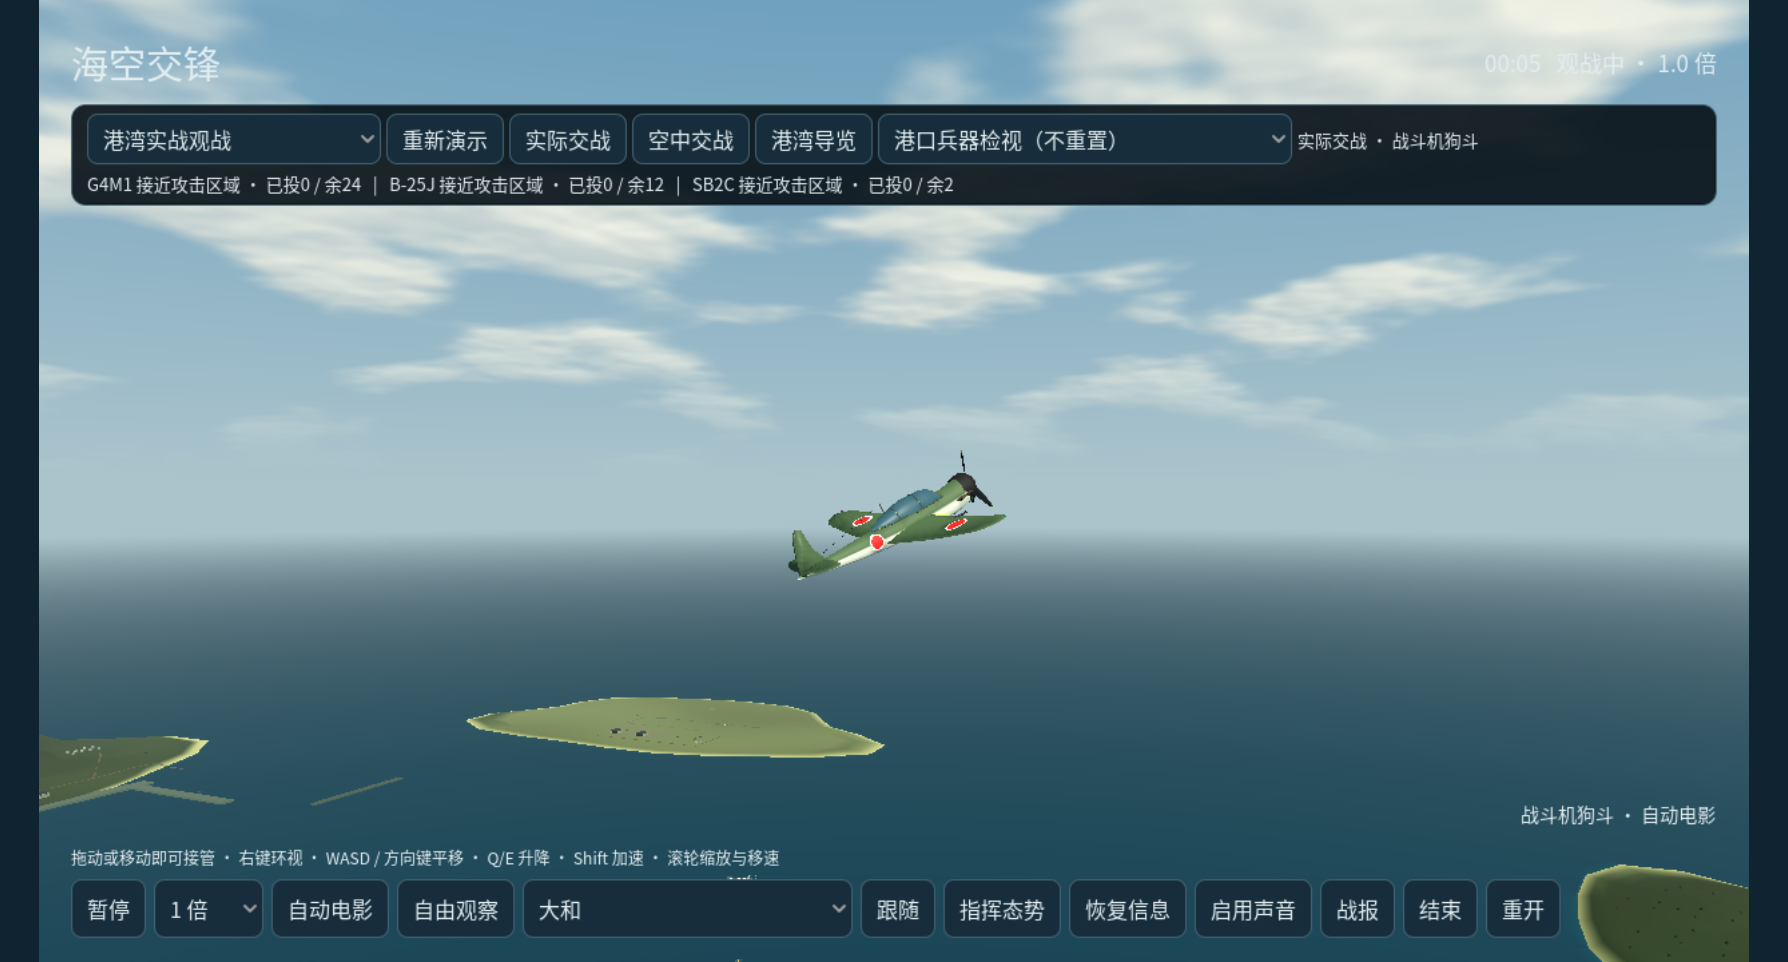 海空交锋
00:05 观战中 · 1.0 倍
港湾实战观战 重新演示 实际交战 空中交战 港湾导览 港口兵器检视（不重置） 实际交战 · 战斗机狗斗
G4M1 接近攻击区域 · 已投0 / 余24 | B-25J 接近攻击区域 · 已投0 / 余12 | SB2C 接近攻击区域 · 已投0 / 余2
战斗机狗斗 · 自动电影
拖动或移动即可接管 · 右键环视 · WASD / 方向键平移 · Q/E 升降 · Shift 加速 · 滚轮缩放与移速
暂停 1 倍 自动电影 自由观察 大和 跟随 指挥态势 恢复信息 启用声音 战报 结束 重开